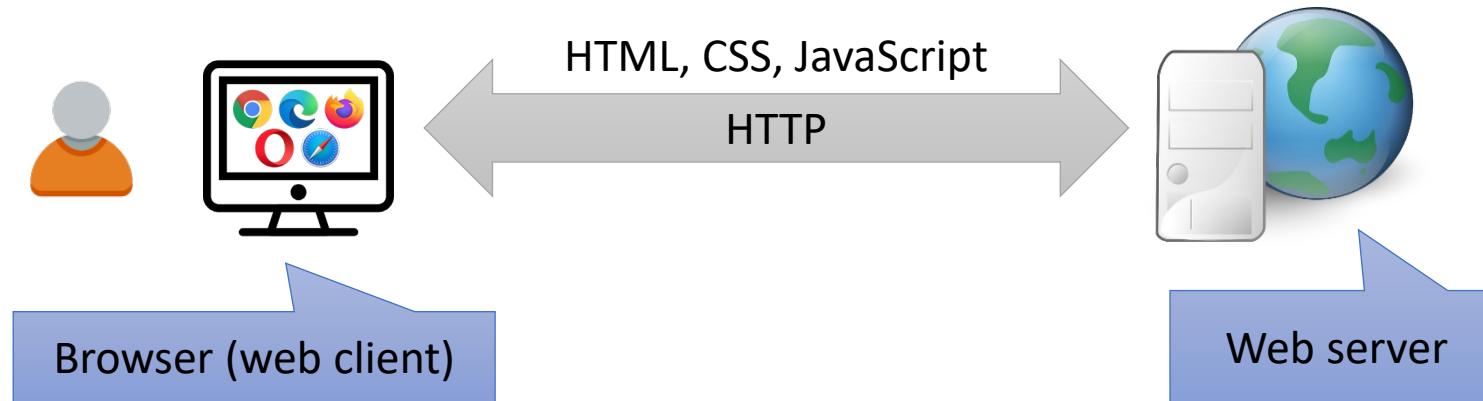 HTML, CSS, JavaScript
HTTP
Browser (web client)
Web server